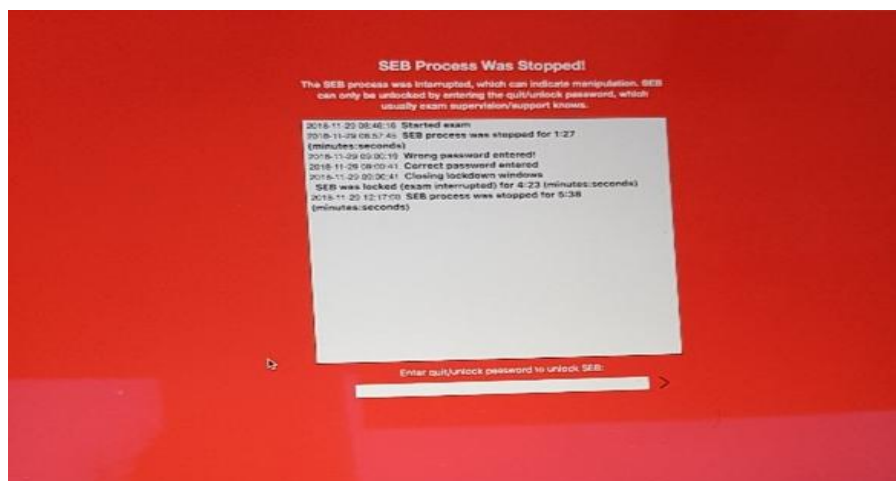 SEB Process Was Stopped!
The SEB process was interrupted, which can indicate manipulation. SEB
can only be unlocked by entering the quit/unlock password, which
usually exam supervision/support knows.
2018-11-29 08:46:16 Started exam
2018-11-29 08:57:45 SEB process was stopped for 1:27
(minutes:seconds)
2018-11-29 09:00:19 Wrong password entered!
2018-11-29 09:00:41 Correct password entered
2018-11-29 09:00:41 Closing lockdown windows
SEB was locked (exam interrupted) for 4:23 (minutes:seconds)
2018-11-29 12:17:08 SEB process was stopped for 5:38
(minutes:seconds)
Enter quit/unlock password to unlock SEB: